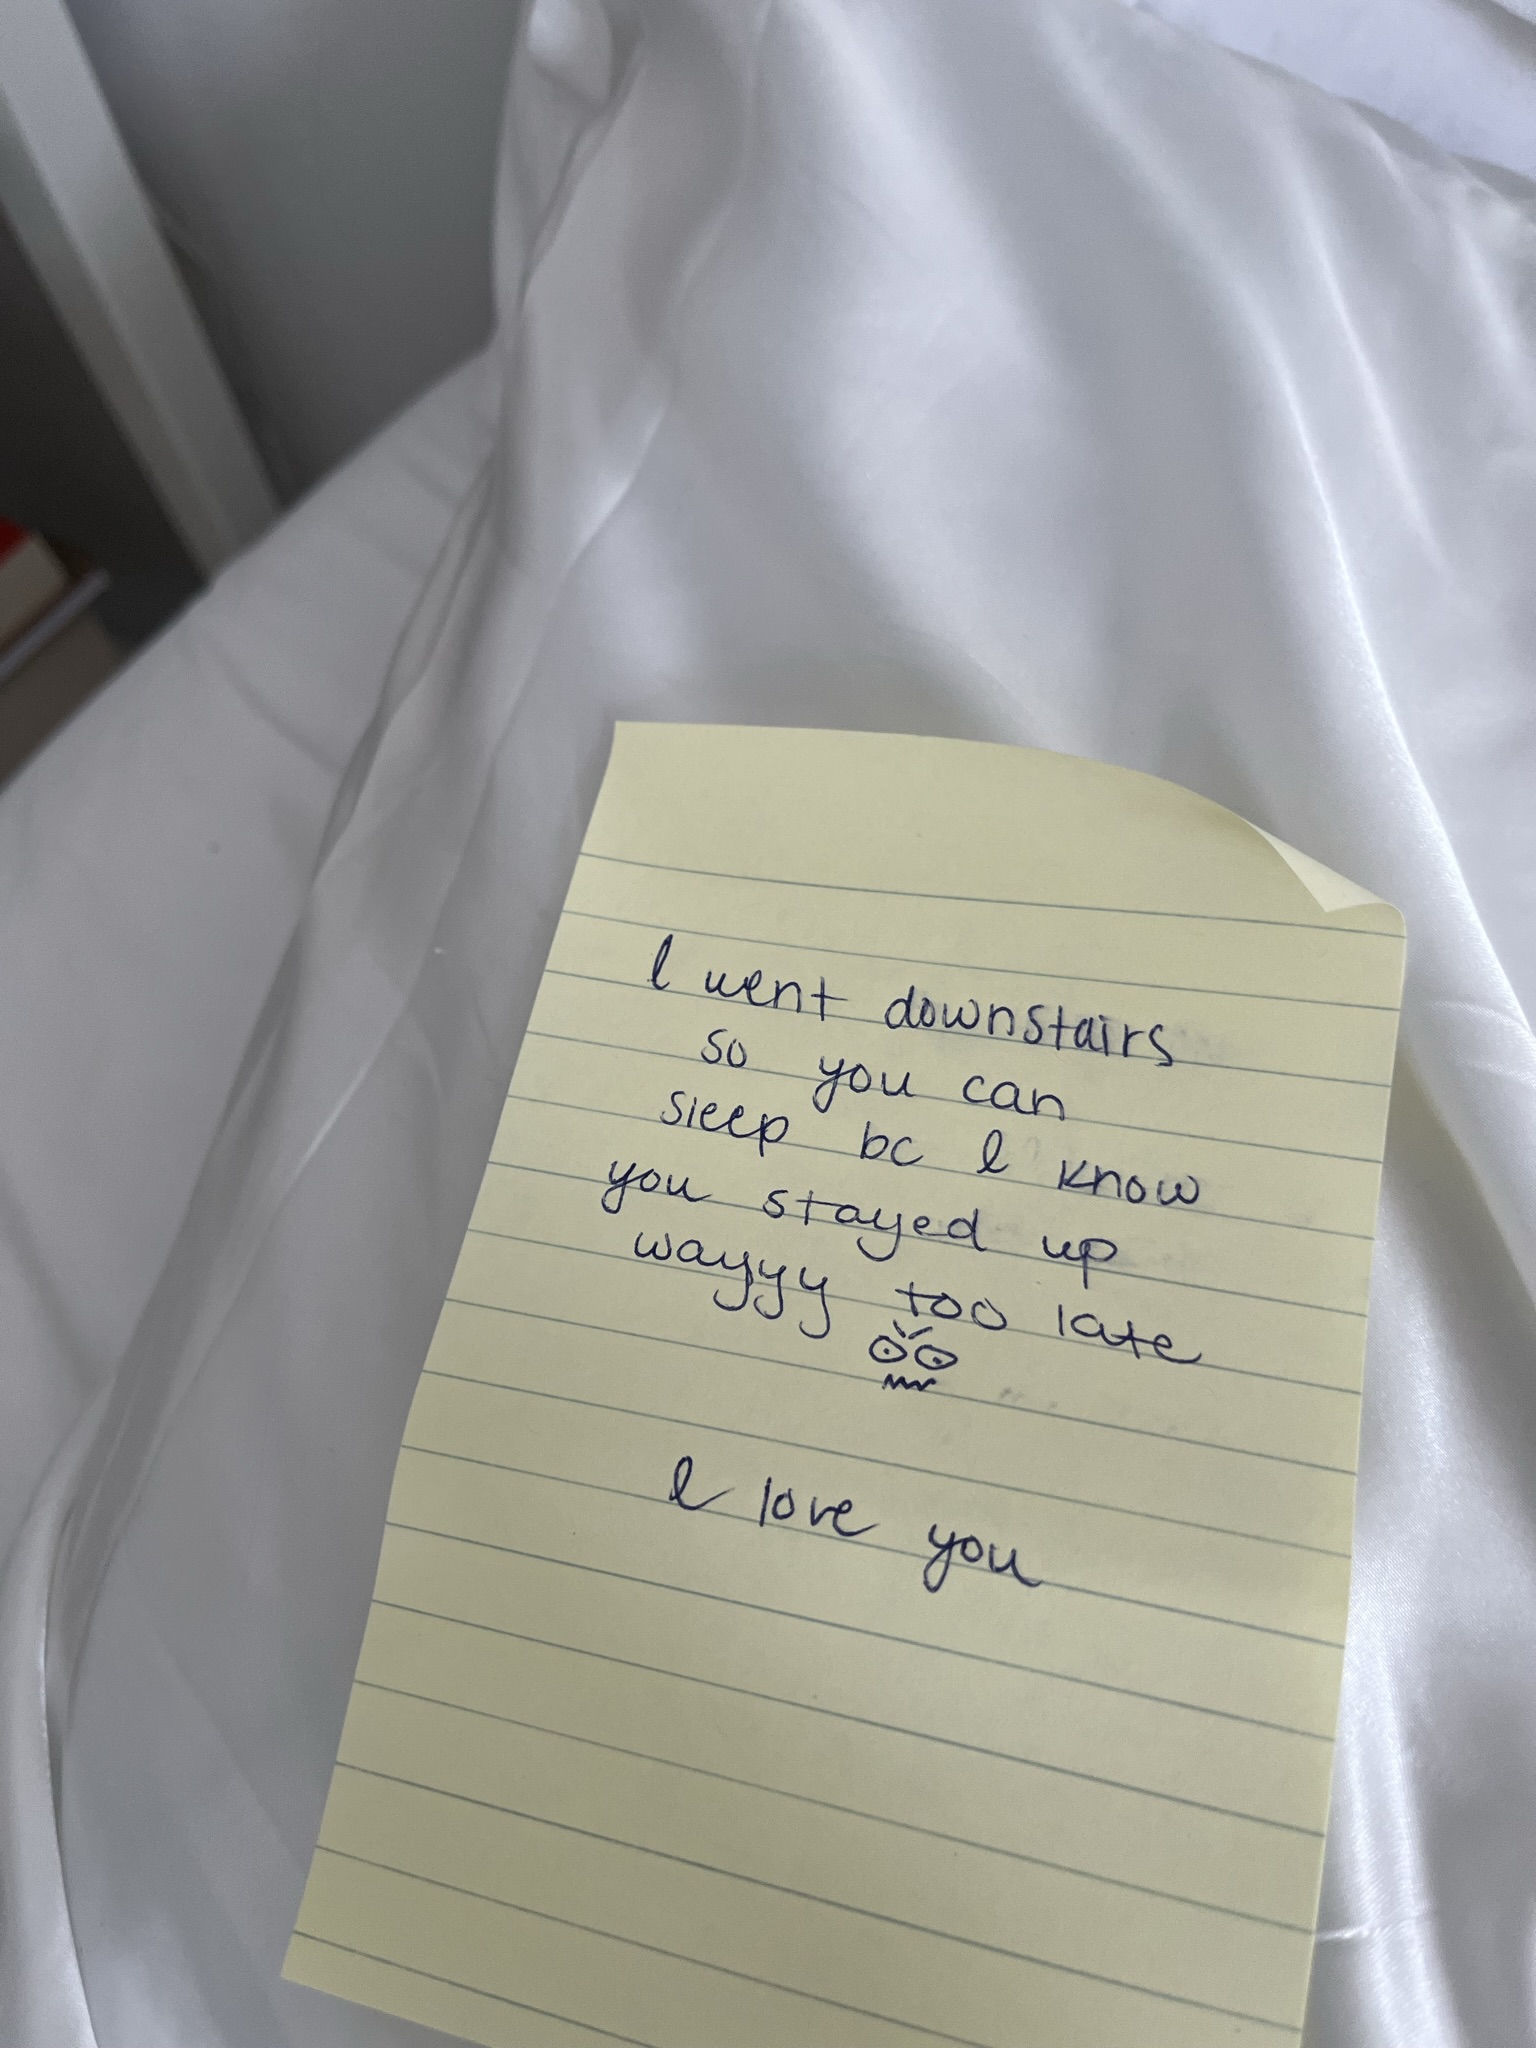 I went downstairs
so you can
sleep bc I know
you stayed up
wayyy too late
I love you